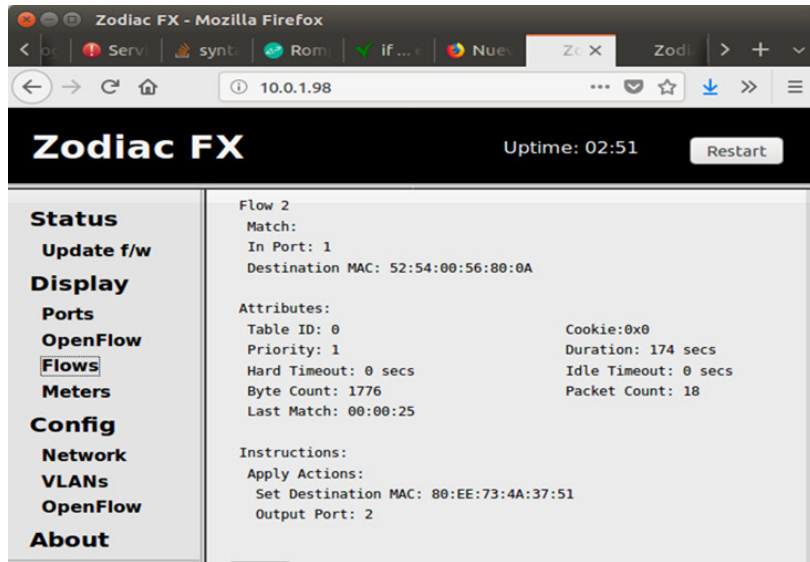 Zodiac FX - Mozilla Firefox
Servi synt Rom if ... e Nuev Zo Zodi
10.0.1.98
Zodiac FX
Uptime: 02:51
Restart
Status
Update f/w
Display
Ports
OpenFlow
Flows
Meters
Config
Network
VLANs
OpenFlow
About
Flow 2
Match:
In Port: 1
Destination MAC: 52:54:00:56:80:0A
Attributes:
Table ID: 0 Cookie:0x0
Priority: 1 Duration: 174 secs
Hard Timeout: 0 secs Idle Timeout: 0 secs
Byte Count: 1776 Packet Count: 18
Last Match: 00:00:25
Instructions:
Apply Actions:
Set Destination MAC: 80:EE:73:4A:37:51
Output Port: 2